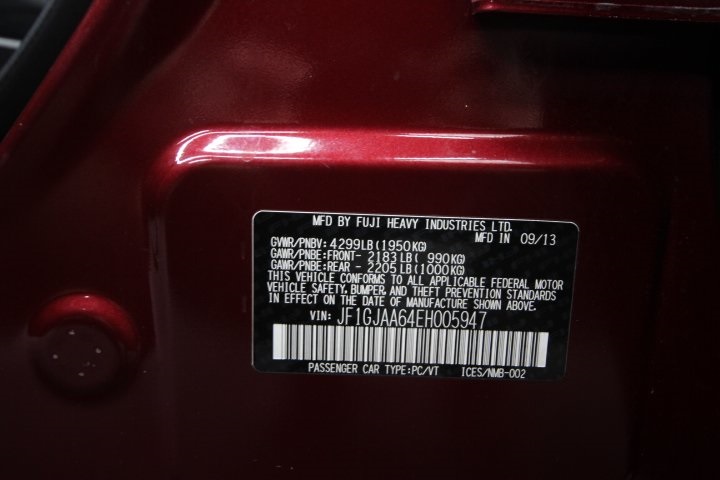 MFD BY FUJI HEAVY INDUSTRIES LTD.
MFD IN 09/13
GVWR/PNBV: 4299LB(1950KG)
GAWR/PNBE:FRONT- 2183LB( 990KG)
GAWR/PNBE:REAR - 2205LB(1000KG)
THIS VEHICLE CONFORMS TO ALL APPLICABLE FEDERAL MOTOR
VEHICLE SAFETY, BUMPER, AND THEFT PREVENTION STANDARDS
IN EFFECT ON THE DATE OF MANUFACTURE SHOWN ABOVE.
VIN: JF1GJAA64EH005947
PASSENGER CAR TYPE:PC/VT ICES/NMB-002